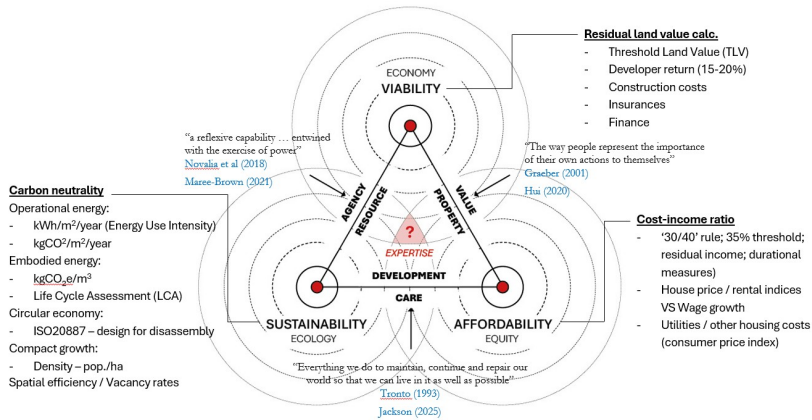 Residual land value calc.
- Threshold Land Value (TLV)
- Developer return (15-20%)
- Construction costs
- Insurances
- Finance
ECONOMY
VIABILITY
“a reflexive capability … entwined
with the exercise of power”
Novalia et al (2018)
Maree-Brown (2021)
“The way people represent the importance
of their own actions to themselves”
Graeber (2001)
Hui (2020)
AGENCY
RESOURCE
VALUE
PROPERTY
?
EXPERTISE
DEVELOPMENT
CARE
Carbon neutrality
Operational energy:
- kWh/m²/year (Energy Use Intensity)
- kgCO²/m²/year
Embodied energy:
- kgCO₂e/m³
- Life Cycle Assessment (LCA)
Circular economy:
- ISO20887 – design for disassembly
Compact growth:
- Density – pop./ha
Spatial efficiency / Vacancy rates
Cost-income ratio
- ‘30/40’ rule; 35% threshold;
residual income; durational
measures)
- House price / rental indices
VS Wage growth
- Utilities / other housing costs
(consumer price index)
SUSTAINABILITY
ECOLOGY
AFFORDABILITY
EQUITY
“Everything we do to maintain, continue and repair our
world so that we can live in it as well as possible”
Tronto (1993)
Jackson (2025)